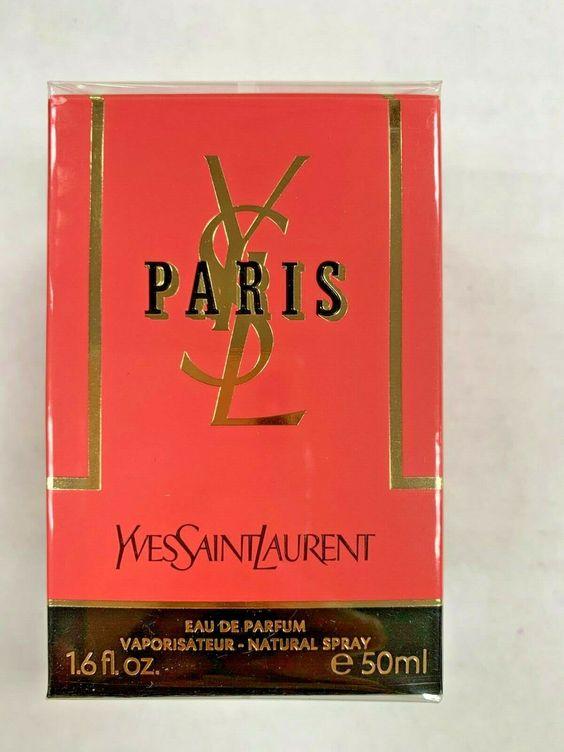 YSL
PARIS
YVESSAINTLAURENT
EAU DE PARFUM
VAPORISATEUR - NATURAL SPRAY
1.6 fl. oz. e 50ml